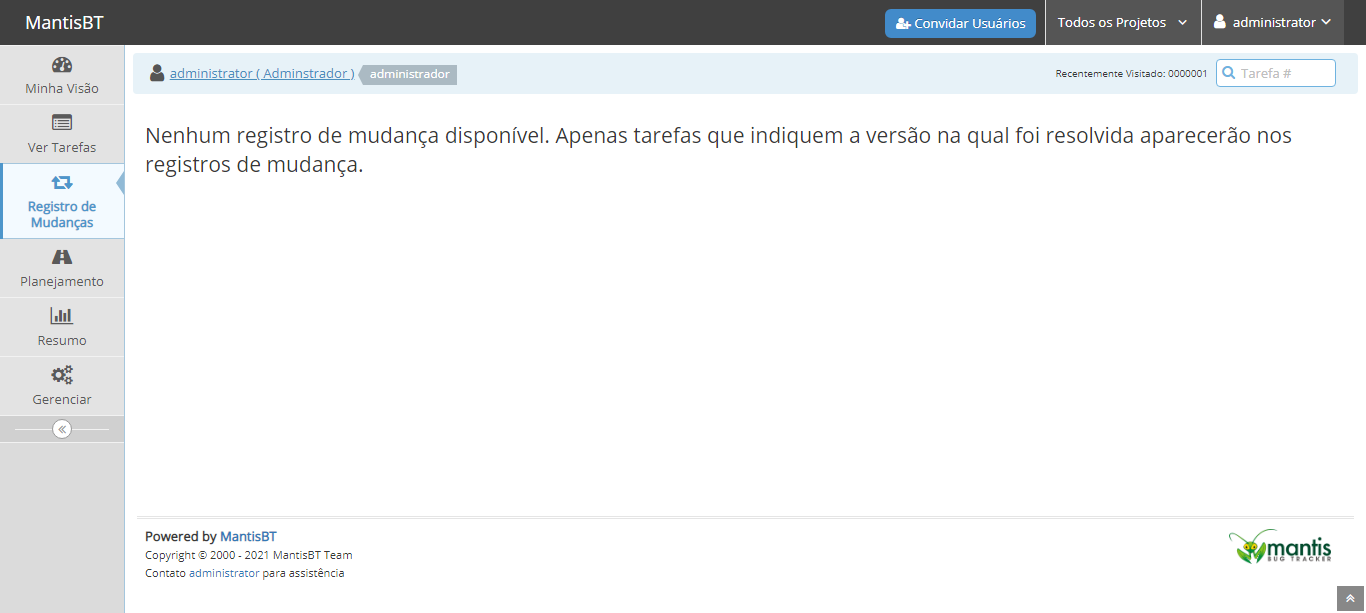 MantisBT
Convidar Usuários
Todos os Projetos
administrator
Minha Visão
Ver Tarefas
Registro de
Mudanças
Planejamento
Resumo
Gerenciar
administrator ( Adminstrador )
administrador
Recentemente Visitado: 0000001
Tarefa #
Nenhum registro de mudança disponível. Apenas tarefas que indiquem a versão na qual foi resolvida aparecerão nos
registros de mudança.
Powered by MantisBT
Copyright © 2000 - 2021 MantisBT Team
Contato administrator para assistência
mantis
BUG TRACKER